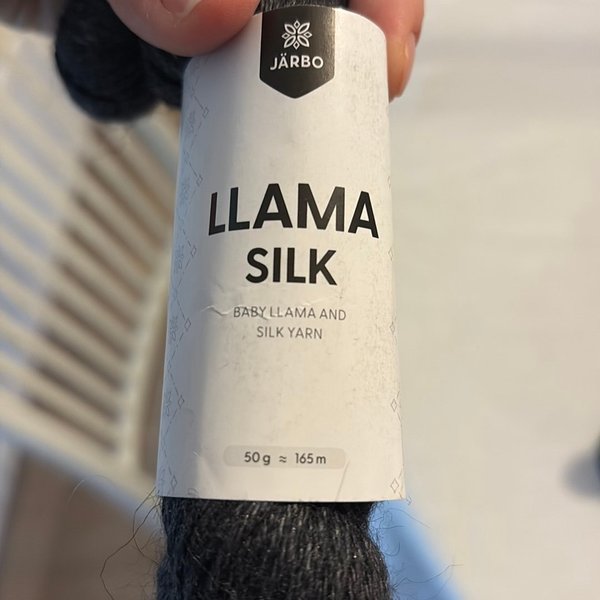 JÄRBO
LLAMA
SILK
BABY LLAMA AND
SILK YARN
50 g ≈ 165 m